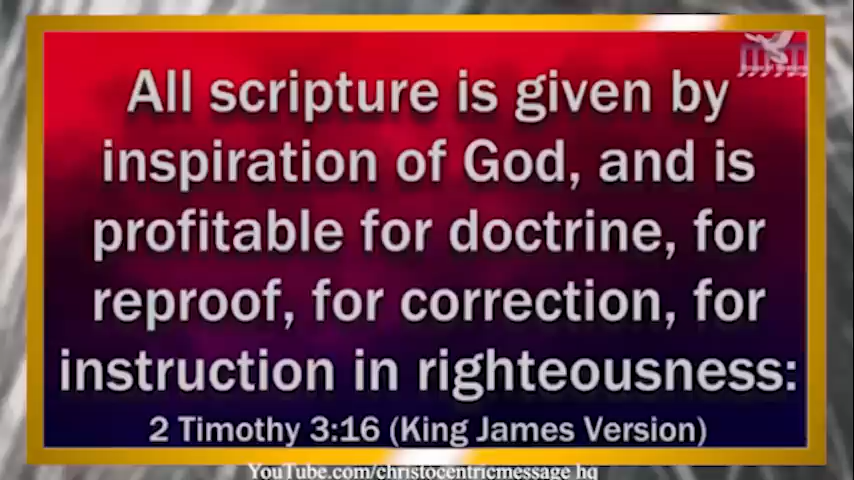 All scripture is given by
inspiration of God, and is
profitable for doctrine, for
reproof, for correction, for
instruction in righteousness:
2 Timothy 3:16 (King James Version)
YouTube.com/christocentricmessage hq